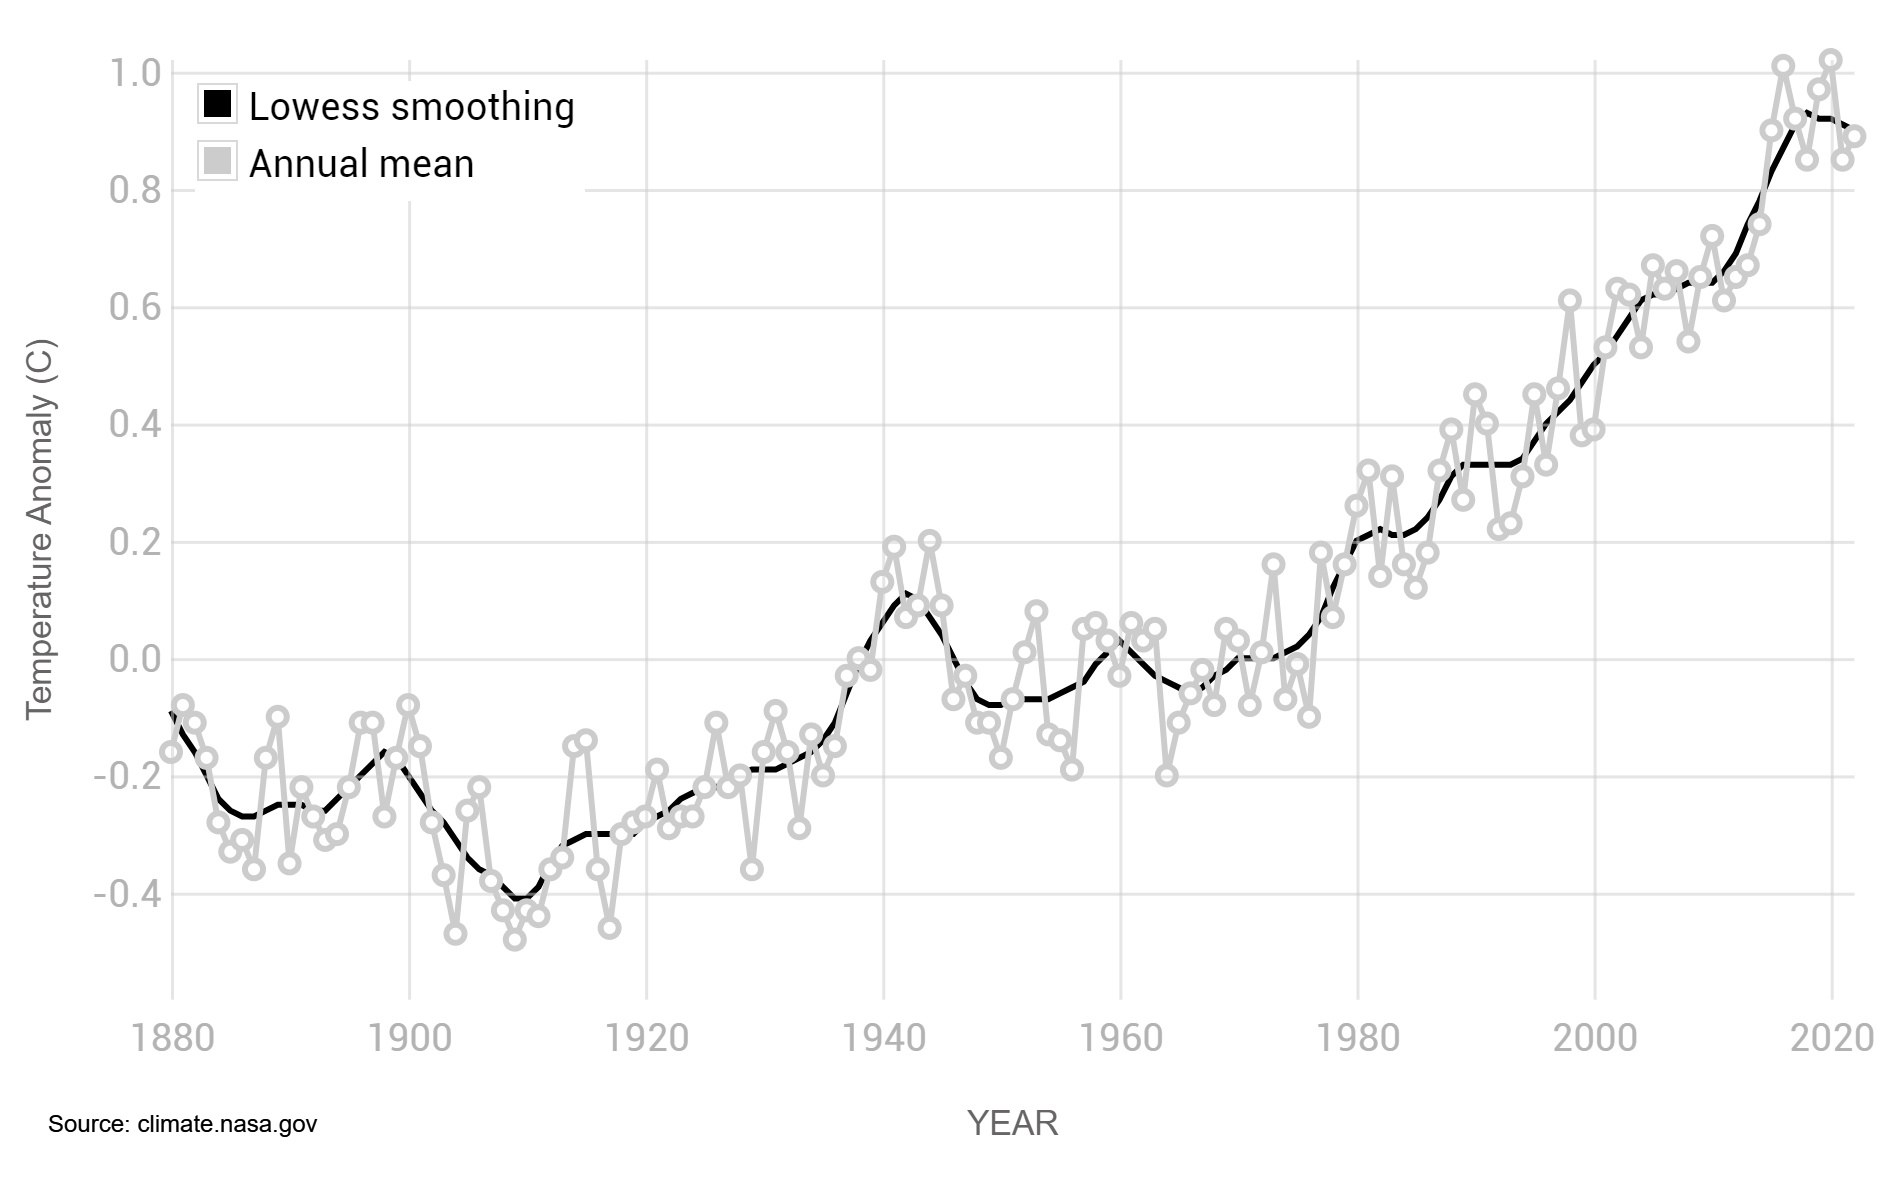 1.0
Lowess smoothing
Annual mean
0.8
0.6
0.4
0.2
0.0
-0.2
-0.4
Temperature Anomaly (C)
1880 1900 1920 1940 1960 1980 2000 2020
YEAR
Source: climate.nasa.gov